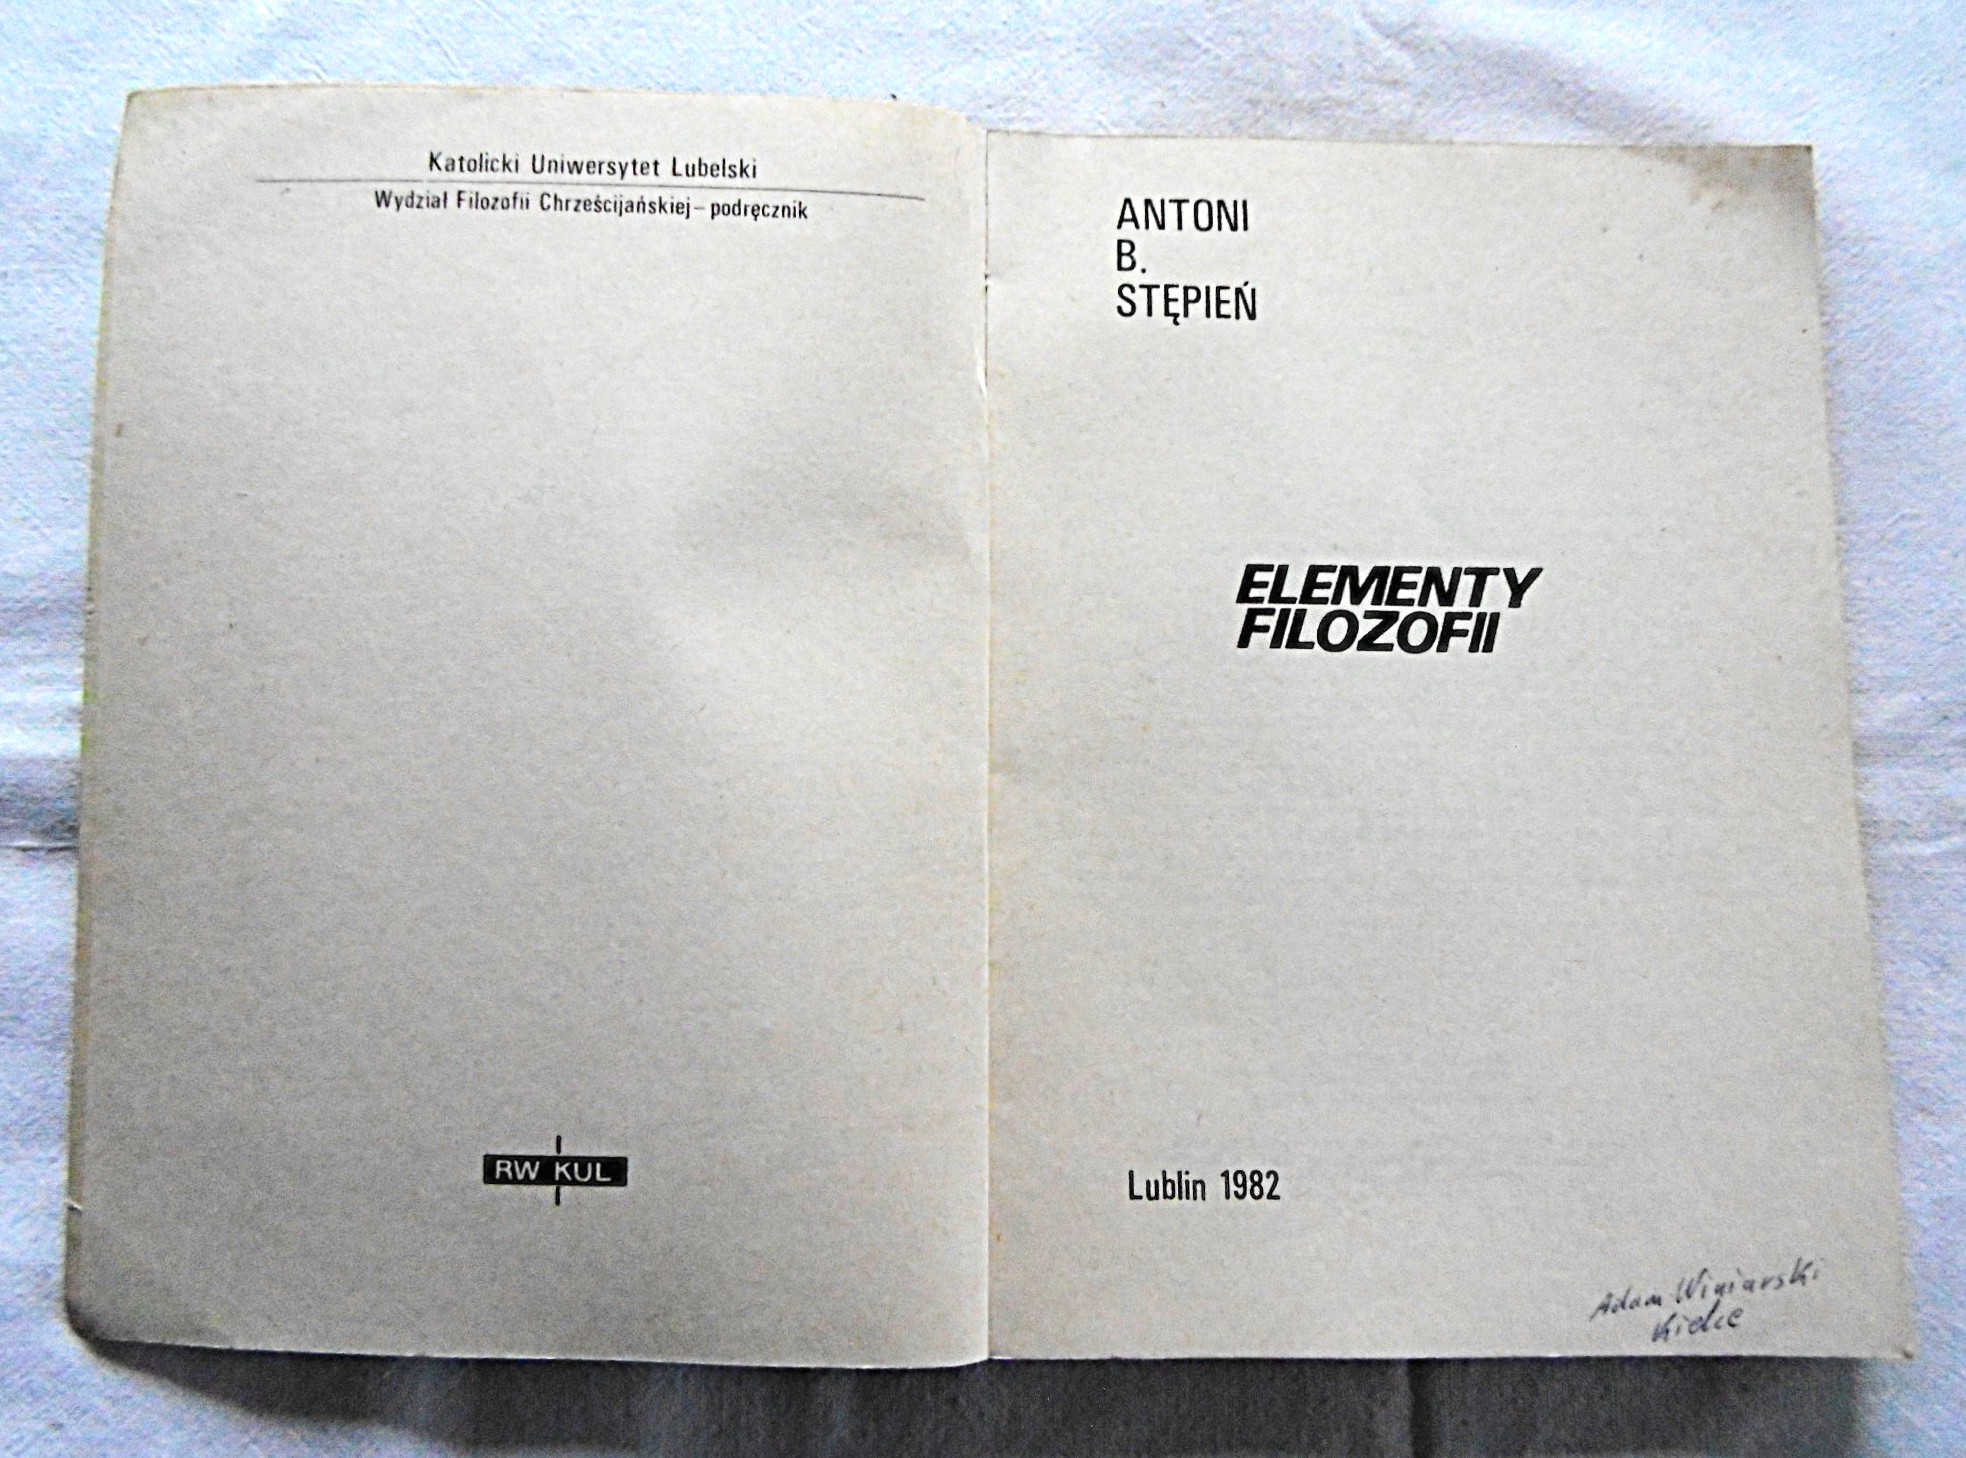 Katolicki Uniwersytet Lubelski
Wydział Filozofii Chrześcijańskiej – podręcznik
RW KUL
ANTONI
B.
STĘPIEŃ
ELEMENTY
FILOZOFII
Lublin 1982
Adam Winiarski
Kielce